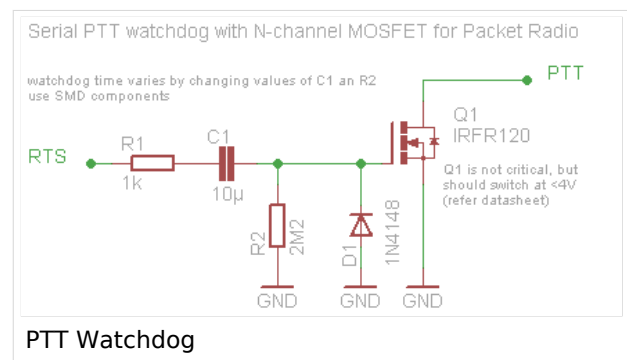 Serial PTT watchdog with N-channel MOSFET for Packet Radio
watchdog time varies by changing values of C1 an R2
use SMD components
PTT
Q1
IRFR120
Q1 is not critical, but
should switch at <4V
(refer datasheet)
RTS
R1
1k
C1
10µ
R2
2M2
D1
1N4148
GND
GND
GND
PTT Watchdog